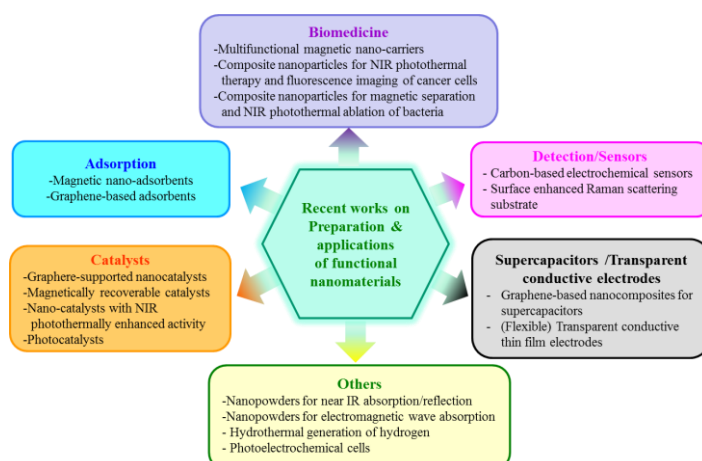 Biomedicine
-Multifunctional magnetic nano-carriers
-Composite nanoparticles for NIR photothermal
therapy and fluorescence imaging of cancer cells
-Composite nanoparticles for magnetic separation
and NIR photothermal ablation of bacteria
Adsorption
-Magnetic nano-adsorbents
-Graphene-based adsorbents
Detection/Sensors
- Carbon-based electrochemical sensors
- Surface enhanced Raman scattering
substrate
Recent works on
Preparation &
applications
of functional
nanomaterials
Catalysts
-Graphere-supported nanocatalysts
-Magnetically recoverable catalysts
-Nano-catalysts with NIR
photothermally enhanced activity
-Photocatalysts
Supercapacitors /Transparent
conductive electrodes
- Graphene-based nanocomposites for
supercapacitors
- (Flexible) Transparent conductive
thin film electrodes
Others
-Nanopowders for near IR absorption/reflection
-Nanopowders for electromagnetic wave absorption
- Hydrothermal generation of hydrogen
- Photoelectrochemical cells